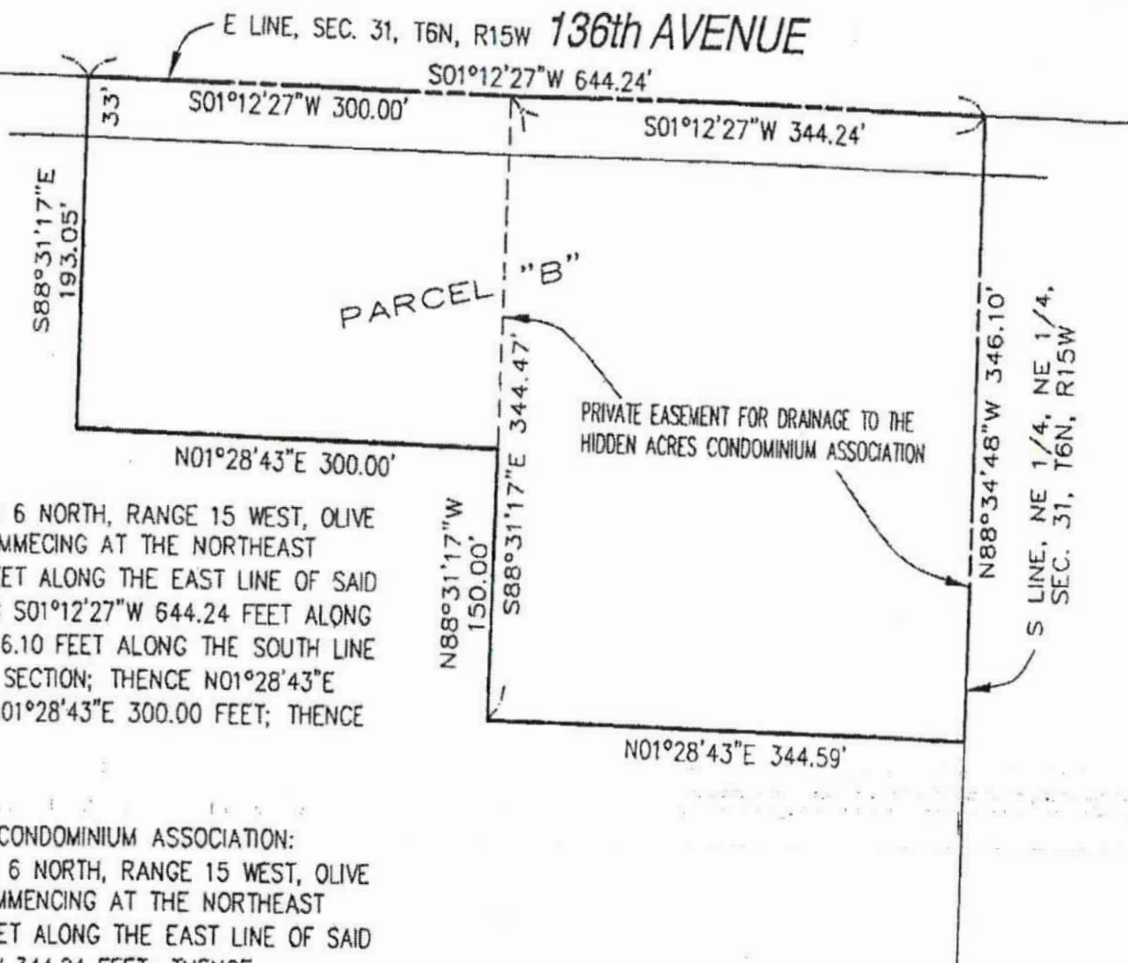 E LINE, SEC. 31, T6N, R15W 136th AVENUE
S01°12'27"W 644.24'
S01°12'27"W 300.00'
S01°12'27"W 344.24'
33'
S88°31'17"E
193.05'
PARCEL "B"
N01°28'43"E 300.00'
S88°31'17"E 344.47'
N88°31'17"W
150.00'
PRIVATE EASEMENT FOR DRAINAGE TO THE
HIDDEN ACRES CONDOMINIUM ASSOCIATION
N88°34'48"W 346.10'
S LINE, NE 1/4, NE 1/4,
SEC. 31, T6N, R15W
N01°28'43"E 344.59'
6 NORTH, RANGE 15 WEST, OLIVE
MMECING AT THE NORTHEAST
ET ALONG THE EAST LINE OF SAID
S01°12'27"W 644.24 FEET ALONG
6.10 FEET ALONG THE SOUTH LINE
SECTION; THENCE N01°28'43"E
01°28'43"E 300.00 FEET; THENCE
CONDOMINIUM ASSOCIATION:
6 NORTH, RANGE 15 WEST, OLIVE
MMENCING AT THE NORTHEAST
ET ALONG THE EAST LINE OF SAID
344.24 FEET; THENCE